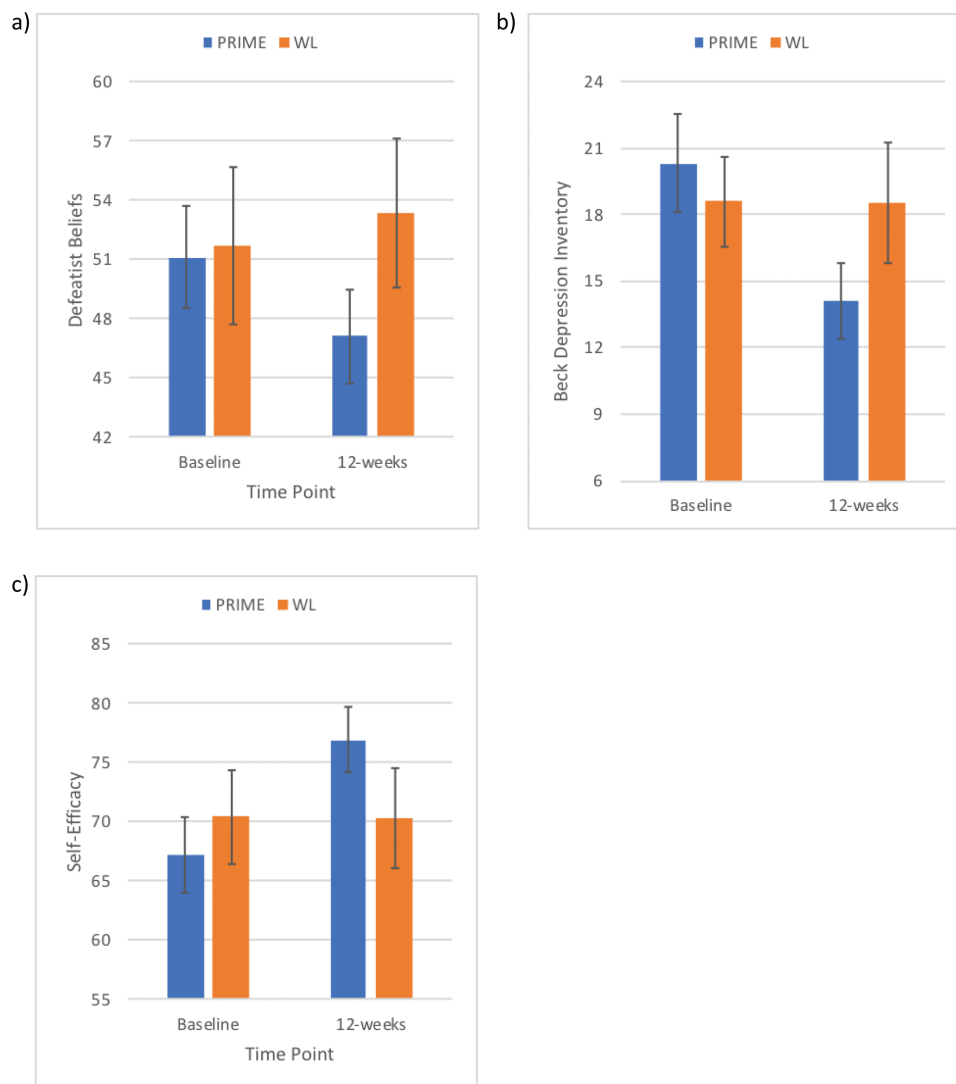 a)
PRIME WL
60
57
54
51
48
45
42
Defeatist Beliefs
Baseline 12-weeks
Time Point
b)
PRIME WL
24
21
18
15
12
9
6
Beck Depression Inventory
Baseline 12-weeks
c)
PRIME WL
85
80
75
70
65
60
55
Self-Efficacy
Baseline 12-weeks
Time Point